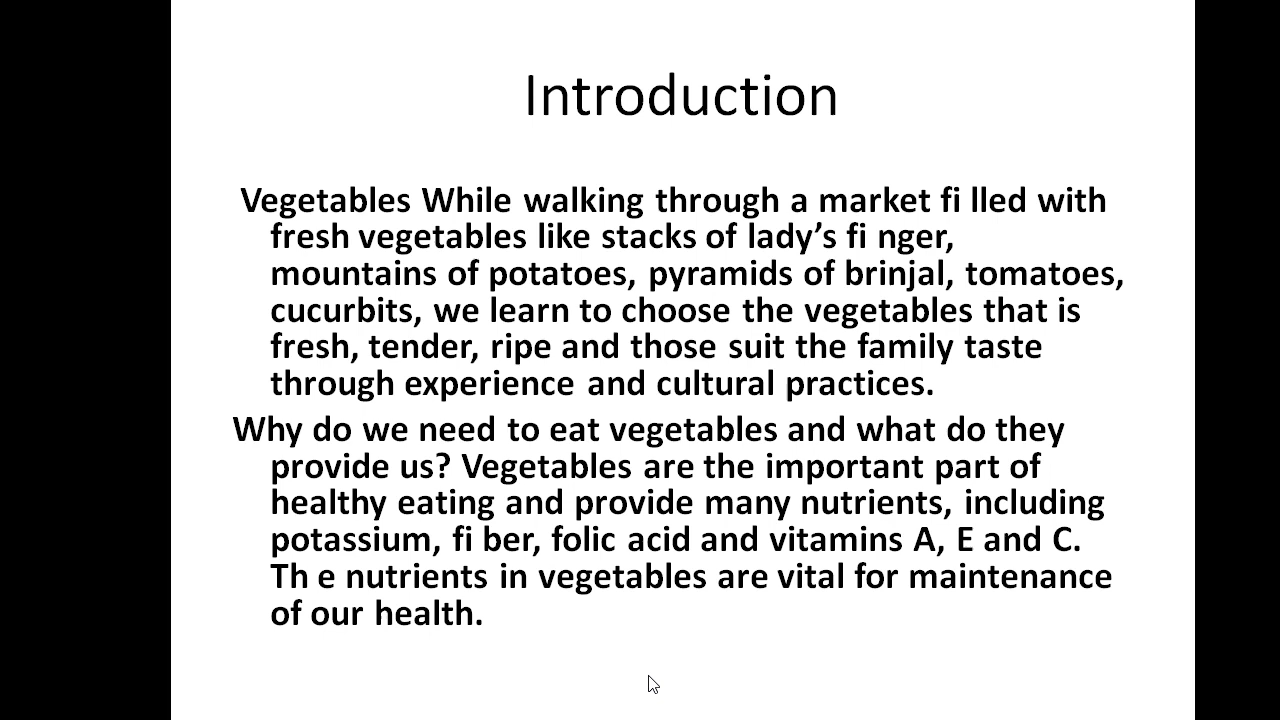 Introduction
Vegetables While walking through a market fi lled with
fresh vegetables like stacks of lady’s fi nger,
mountains of potatoes, pyramids of brinjal, tomatoes,
cucurbits, we learn to choose the vegetables that is
fresh, tender, ripe and those suit the family taste
through experience and cultural practices.
Why do we need to eat vegetables and what do they
provide us? Vegetables are the important part of
healthy eating and provide many nutrients, including
potassium, fi ber, folic acid and vitamins A, E and C.
Th e nutrients in vegetables are vital for maintenance
of our health.